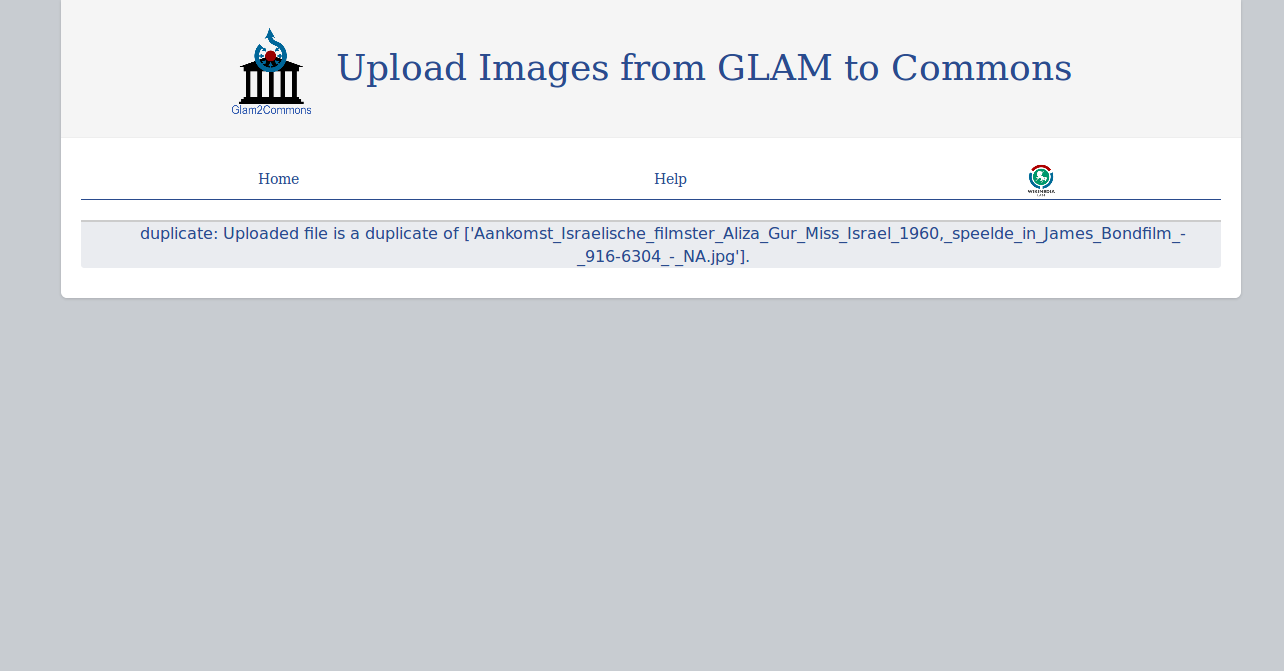 Glam2Commons
Upload Images from GLAM to Commons
Home
Help
WIKIMEDIA
duplicate: Uploaded file is a duplicate of ['Aankomst_Israelische_filmster_Aliza_Gur_Miss_Israel_1960,_speelde_in_James_Bondfilm_-
_916-6304_-_NA.jpg'].